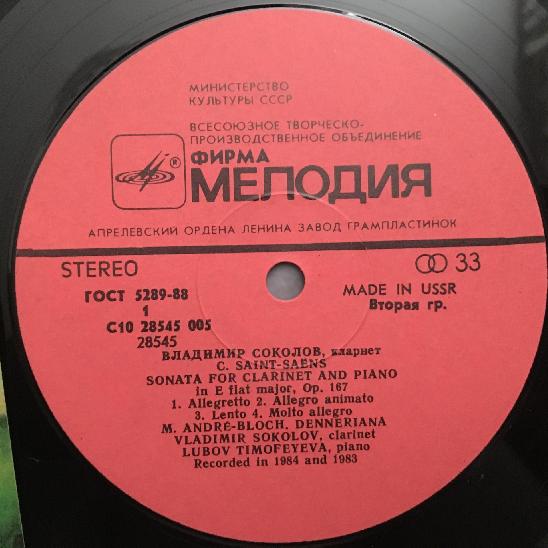 МИНИСТЕРСТВО
КУЛЬТУРЫ СССР
ВСЕСОЮЗНОЕ ТВОРЧЕСКО-
ПРОИЗВОДСТВЕННОЕ ОБЪЕДИНЕНИЕ
ФИРМА
МЕЛОДИЯ
®
АПРЕЛЕВСКИЙ ОРДЕНА ЛЕНИНА ЗАВОД ГРАМПЛАСТИНОК
STEREO
33
ГОСТ 5289-88
MADE IN USSR
1
Вторая гр.
С10 28545 005
28545
ВЛАДИМИР СОКОЛОВ, кларнет
C. SAINT-SAËNS
SONATA FOR CLARINET AND PIANO
in E flat major, Op. 167
1. Allegretto 2. Allegro animato
3. Lento 4. Molto allegro
M. ANDRÉ-BLOCH, DENNERIANA
VLADIMIR SOKOLOV, clarinet
LUBOV TIMOFEYEVA, piano
Recorded in 1984 and 1983